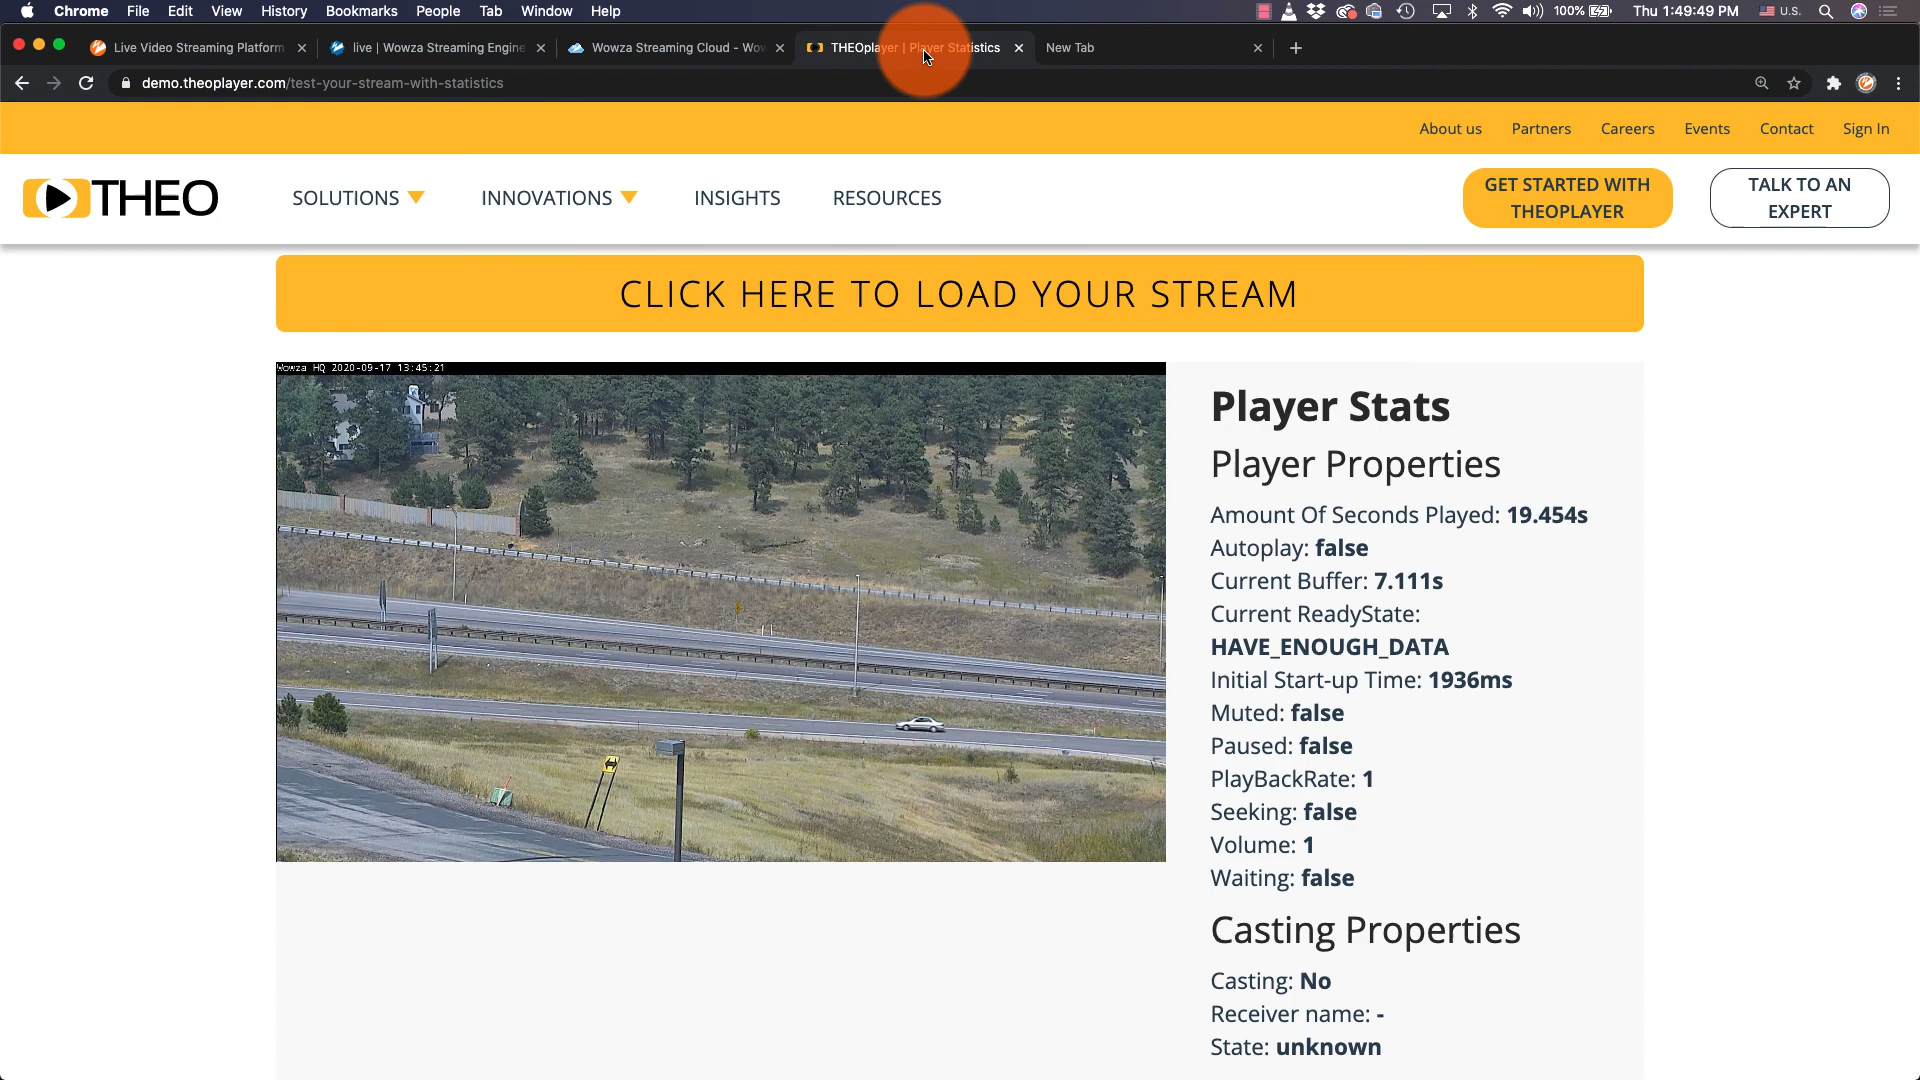 Chrome File Edit View History Bookmarks People Tab Window Help 100% Thu 1:49:49 PM U.S.
Live Video Streaming Platform live | Wowza Streaming Engine Wowza Streaming Cloud - Wow THEOplayer | Player Statistics New Tab
demo.theoplayer.com/test-your-stream-with-statistics
About us Partners Careers Events Contact Sign In
THEO SOLUTIONS INNOVATIONS INSIGHTS RESOURCES
GET STARTED WITH
THEOPLAYER
TALK TO AN
EXPERT
CLICK HERE TO LOAD YOUR STREAM
Wowza HQ 2020-09-17 13:45:21
Player Stats
Player Properties
Amount Of Seconds Played: 19.454s
Autoplay: false
Current Buffer: 7.111s
Current ReadyState:
HAVE_ENOUGH_DATA
Initial Start-up Time: 1936ms
Muted: false
Paused: false
PlayBackRate: 1
Seeking: false
Volume: 1
Waiting: false
Casting Properties
Casting: No
Receiver name: -
State: unknown